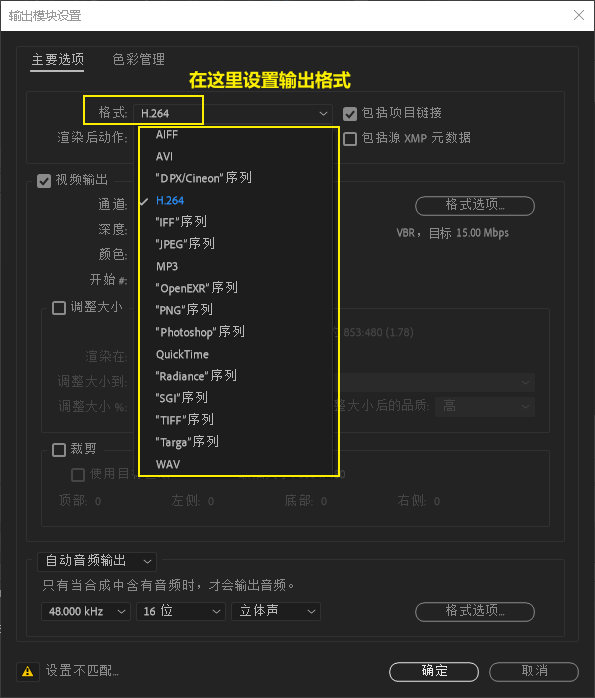 输出模块设置
主要选项 色彩管理
在这里设置输出格式
格式: H.264 包括项目链接
渲染后动作: 包括源 XMP 元数据
AIFF
AVI
"DPX/Cineon"序列
视频输出
H.264
通道: 格式选项...
"IFF"序列
深度: VBR，目标 15.00 Mbps
"JPEG"序列
颜色:
MP3
开始 #:
"OpenEXR"序列
调整大小
"PNG"序列
"Photoshop"序列
853:480 (1.78)
渲染在:
QuickTime
调整大小到:
"Radiance"序列
"SGI"序列
调整大小 %: 整大小后的品质: 高
"TIFF"序列
"Targa"序列
裁剪
WAV
使用目
顶部: 0 左侧: 0 底部: 0 右侧: 0
自动音频输出
只有当合成中含有音频时，才会输出音频。
48.000 kHz 16 位 立体声 格式选项...
设置不匹配... 确定 取消